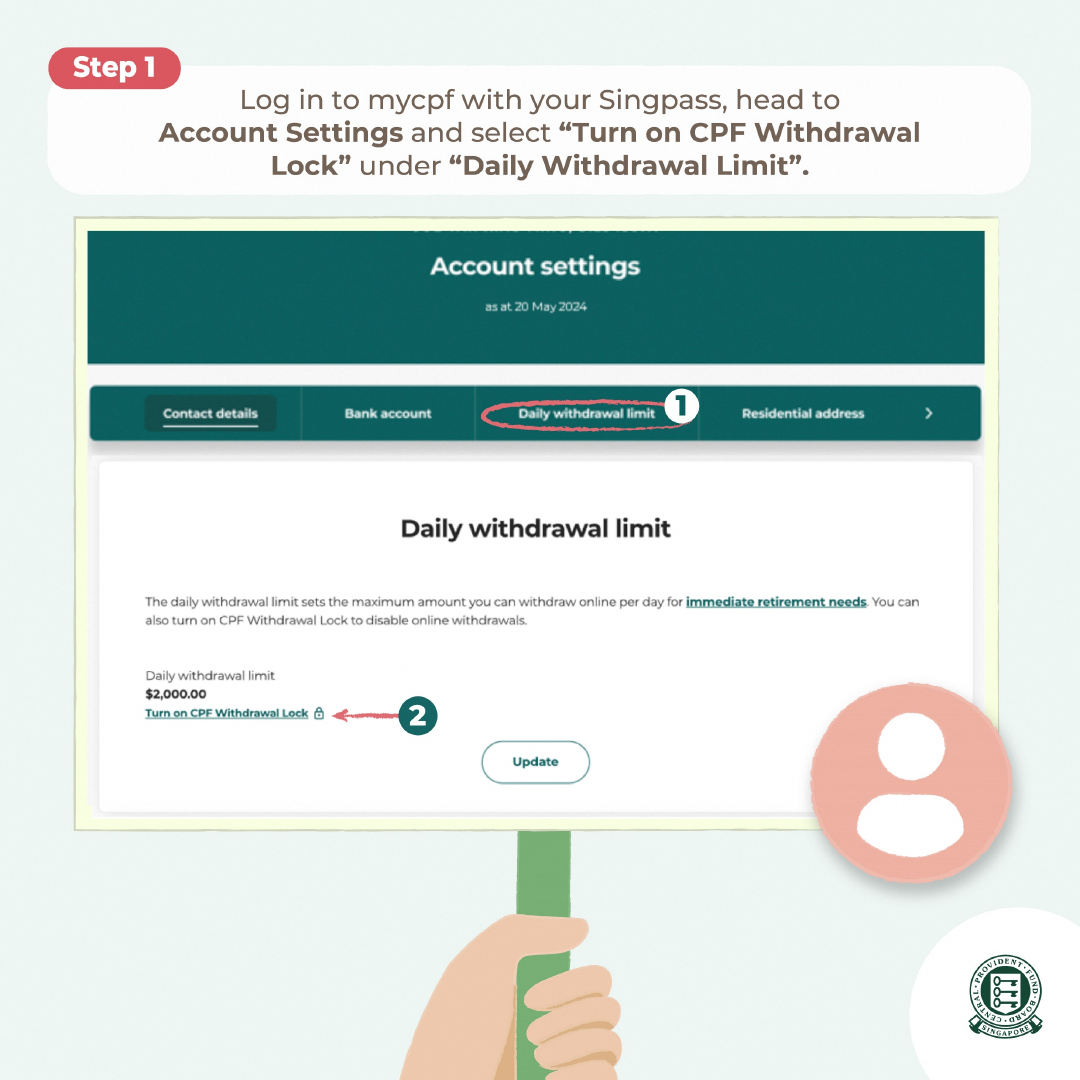 Step 1
Log in to mycpf with your Singpass, head to
Account Settings and select “Turn on CPF Withdrawal
Lock” under “Daily Withdrawal Limit”.
Account settings
as at 20 May 2024
Contact details
Bank account
Daily withdrawal limit
1
Residential address
Daily withdrawal limit
The daily withdrawal limit sets the maximum amount you can withdraw online per day for immediate retirement needs. You can
also turn on CPF Withdrawal Lock to disable online withdrawals.
Daily withdrawal limit
$2,000.00
Turn on CPF Withdrawal Lock
2
Update
CENTRAL PROVIDENT FUND BOARD
SINGAPORE